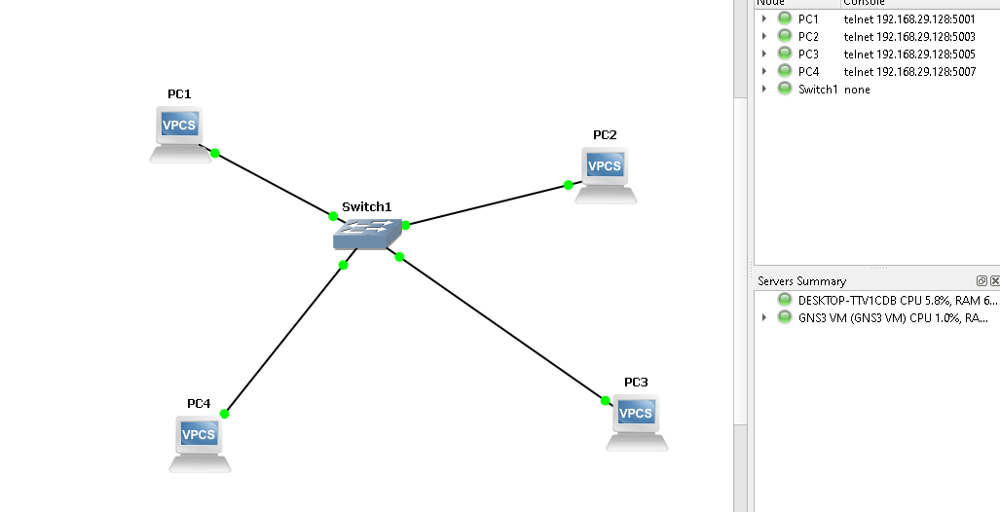 Node Console
PC1 telnet 192.168.29.128:5001
PC2 telnet 192.168.29.128:5003
PC3 telnet 192.168.29.128:5005
PC4 telnet 192.168.29.128:5007
Switch1 none
PC1
VPCS
PC2
VPCS
Switch1
Servers Summary
DESKTOP-TTV1CDB CPU 5.8%, RAM 6...
GNS3 VM (GNS3 VM) CPU 1.0%, RA...
PC3
VPCS
PC4
VPCS